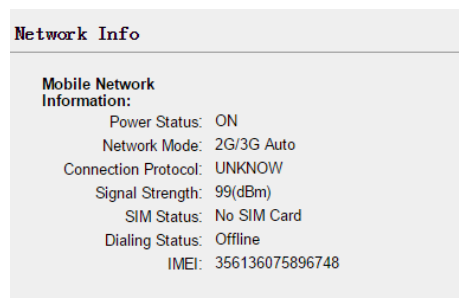 Network Info
Mobile Network
Information:
Power Status: ON
Network Mode: 2G/3G Auto
Connection Protocol: UNKNOW
Signal Strength: 99(dBm)
SIM Status: No SIM Card
Dialing Status: Offline
IMEI: 356136075896748